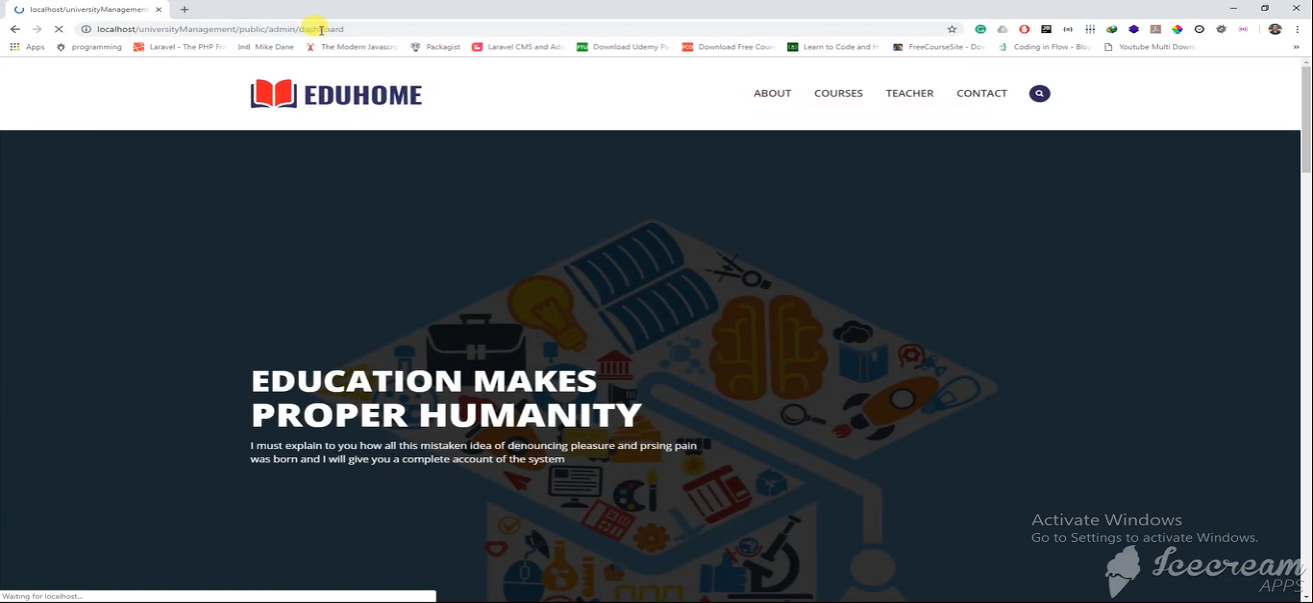 localhost/universityManagement
localhost/universityManagement/public/admin/dashboard
Apps programming Laravel - The PHP Fra Mike Dane The Modern Javascri Packagist Laravel CMS and Ad Download Udemy Pa Download Free Cour Learn to Code and H FreeCourseSite - Do Coding in Flow - Blo Youtube Multi Down
EDUHOME
ABOUT COURSES TEACHER CONTACT
EDUCATION MAKES
PROPER HUMANITY
I must explain to you how all this mistaken idea of denouncing pleasure and prsing pain
was born and I will give you a complete account of the system
Activate Windows
Go to Settings to activate Windows.
Icecream
APPS
Waiting for localhost...